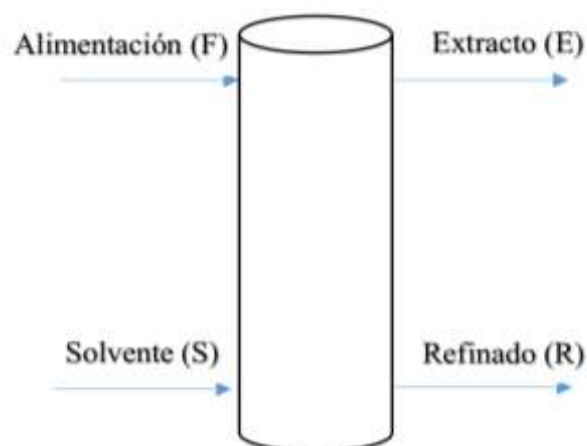 Alimentación (F)
Extracto (E)
Solvente (S)
Refinado (R)